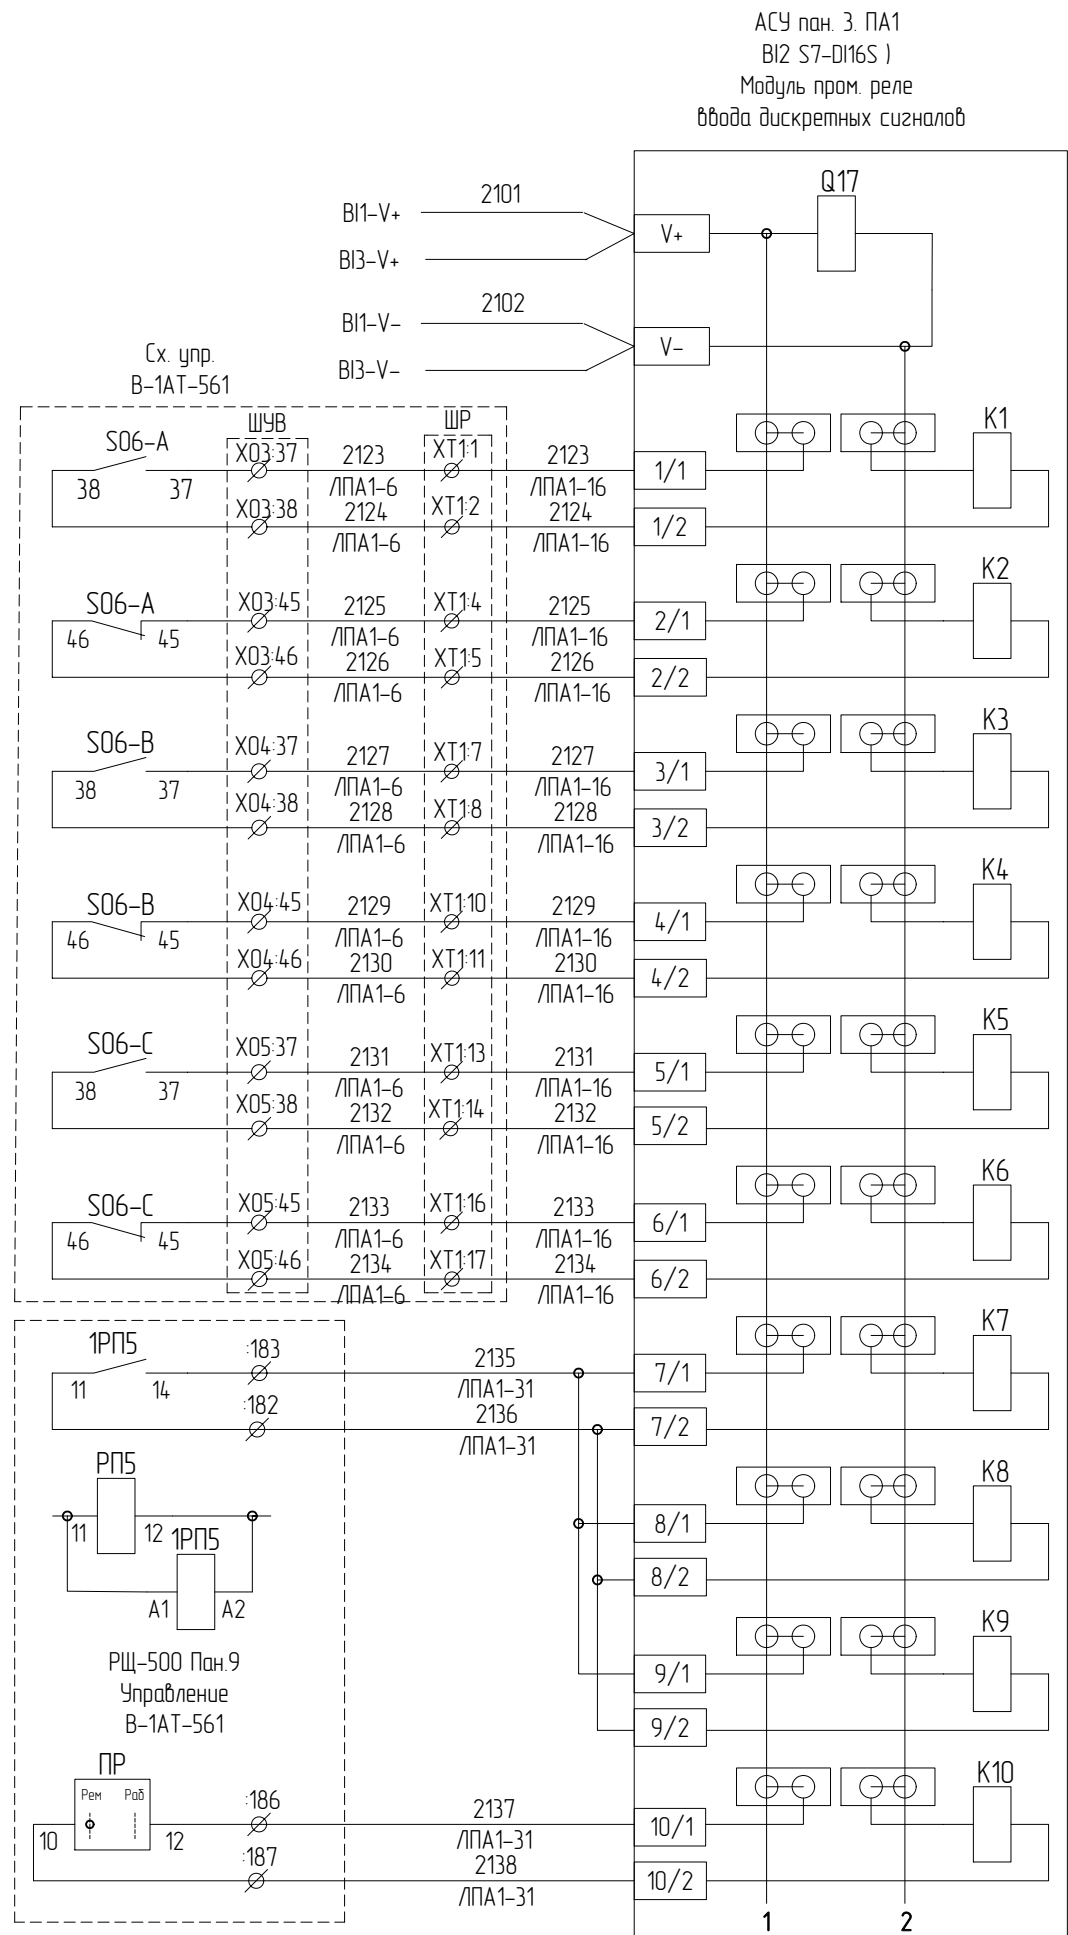 АСУ пан. 3. ПА1
BI2 S7-DI16S )
Модуль пром. реле
ввода дискретных сигналов
Q17
BI1-V+
2101
V+
BI3-V+
BI1-V-
2102
V-
BI3-V-
Сх. упр.
В-1АТ-561
ШУВ
ШР
S06-A
38
37
X03:37
2123
ЛПА1-6
XT1:1
2123
ЛПА1-16
1/1
K1
X03:38
2124
ЛПА1-6
XT1:2
2124
ЛПА1-16
1/2
S06-A
46
45
X03:45
2125
ЛПА1-6
XT1:4
2125
ЛПА1-16
2/1
K2
X03:46
2126
ЛПА1-6
XT1:5
2126
ЛПА1-16
2/2
S06-B
38
37
X04:37
2127
ЛПА1-6
XT1:7
2127
ЛПА1-16
3/1
K3
X04:38
2128
ЛПА1-6
XT1:8
2128
ЛПА1-16
3/2
S06-B
46
45
X04:45
2129
ЛПА1-6
XT1:10
2129
ЛПА1-16
4/1
K4
X04:46
2130
ЛПА1-6
XT1:11
2130
ЛПА1-16
4/2
S06-C
38
37
X05:37
2131
ЛПА1-6
XT1:13
2131
ЛПА1-16
5/1
K5
X05:38
2132
ЛПА1-6
XT1:14
2132
ЛПА1-16
5/2
S06-C
46
45
X05:45
2133
ЛПА1-6
XT1:16
2133
ЛПА1-16
6/1
K6
X05:46
2134
ЛПА1-6
XT1:17
2134
ЛПА1-16
6/2
1РП5
11
14
:183
2135
ЛПА1-31
7/1
K7
:182
2136
ЛПА1-31
7/2
РП5
11
12
1РП5
A1
A2
8/1
K8
8/2
РЩ-500 Пан.9
Управление
В-1АТ-561
9/1
K9
9/2
ПР
Рем
Раб
10
12
:186
2137
ЛПА1-31
10/1
K10
:187
2138
ЛПА1-31
10/2
1
2